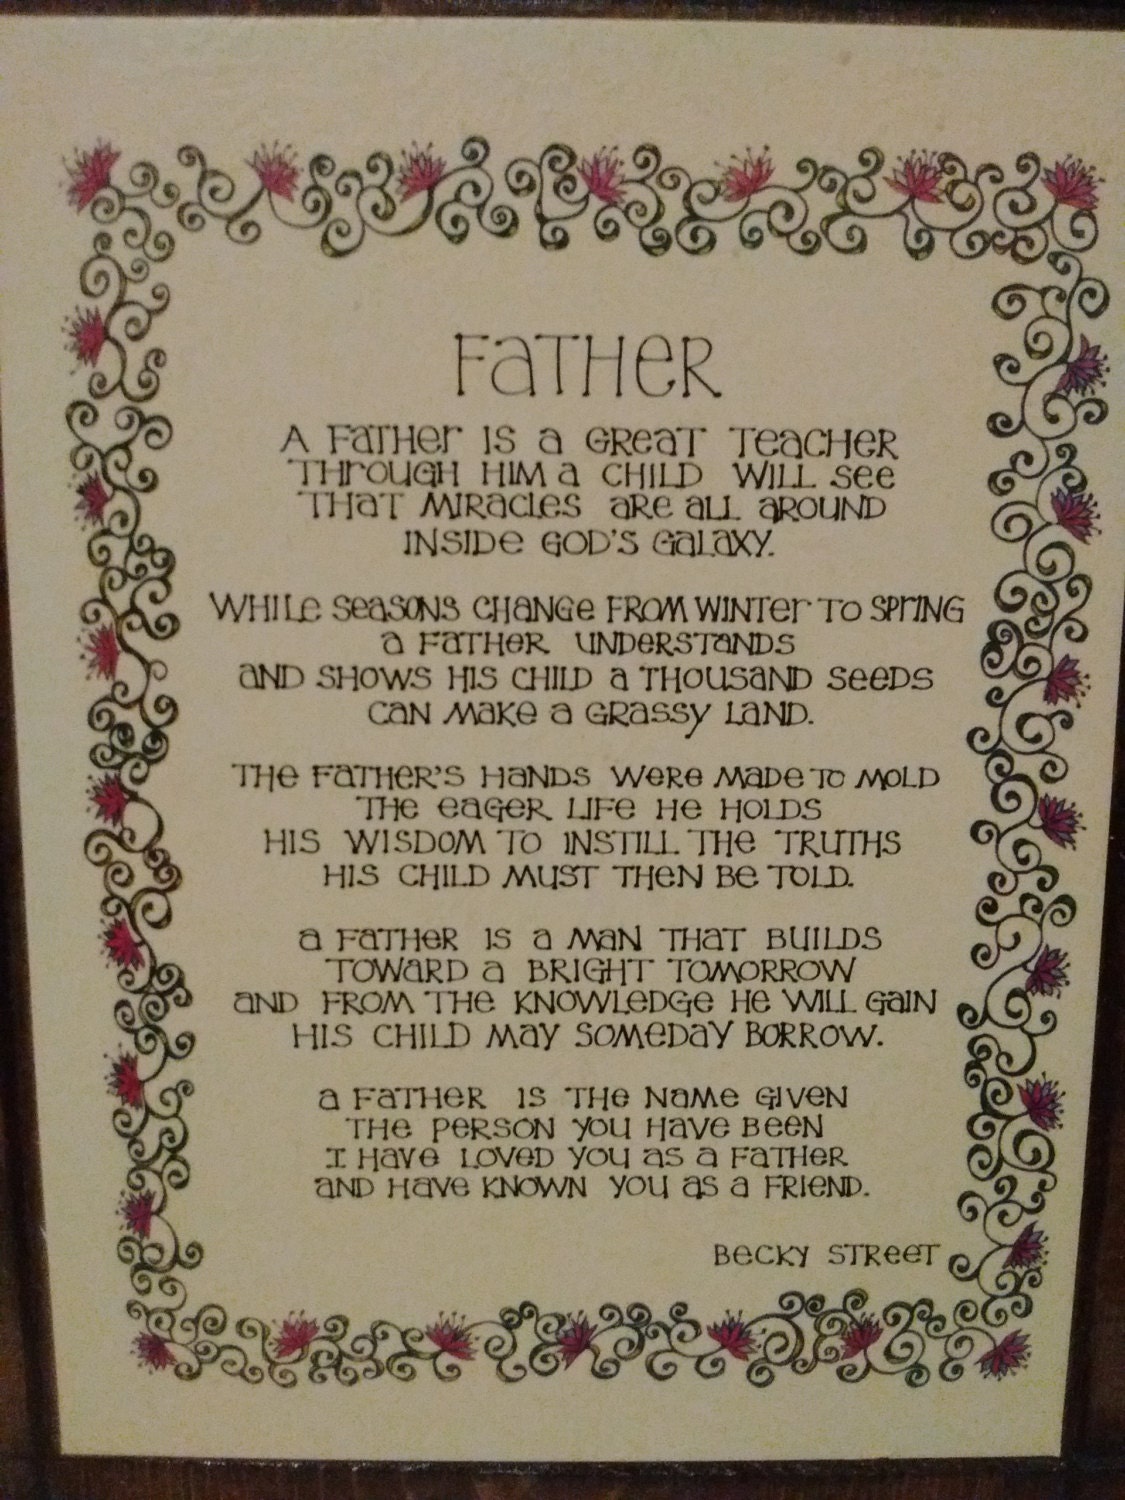 FATHER
A FATHER IS A GREAT TEACHER
THROUGH HIM A CHILD WILL SEE
THAT MIRACLES ARE ALL AROUND
INSIDE GOD'S GALAXY.
WHILE SEASONS CHANGE FROM WINTER TO SPRING
A FATHER UNDERSTANDS
AND SHOWS HIS CHILD A THOUSAND SEEDS
CAN MAKE A GRASSY LAND.
THE FATHER'S HANDS WERE MADE TO MOLD
THE EAGER LIFE HE HOLDS
HIS WISDOM TO INSTILL THE TRUTHS
HIS CHILD MUST THEN BE TOLD.
A FATHER IS A MAN THAT BUILDS
TOWARD A BRIGHT TOMORROW
AND FROM THE KNOWLEDGE HE WILL GAIN
HIS CHILD MAY SOMEDAY BORROW.
A FATHER IS THE NAME GIVEN
THE PERSON YOU HAVE BEEN
I HAVE LOVED YOU AS A FATHER
AND HAVE KNOWN YOU AS A FRIEND.
BECKY STREET